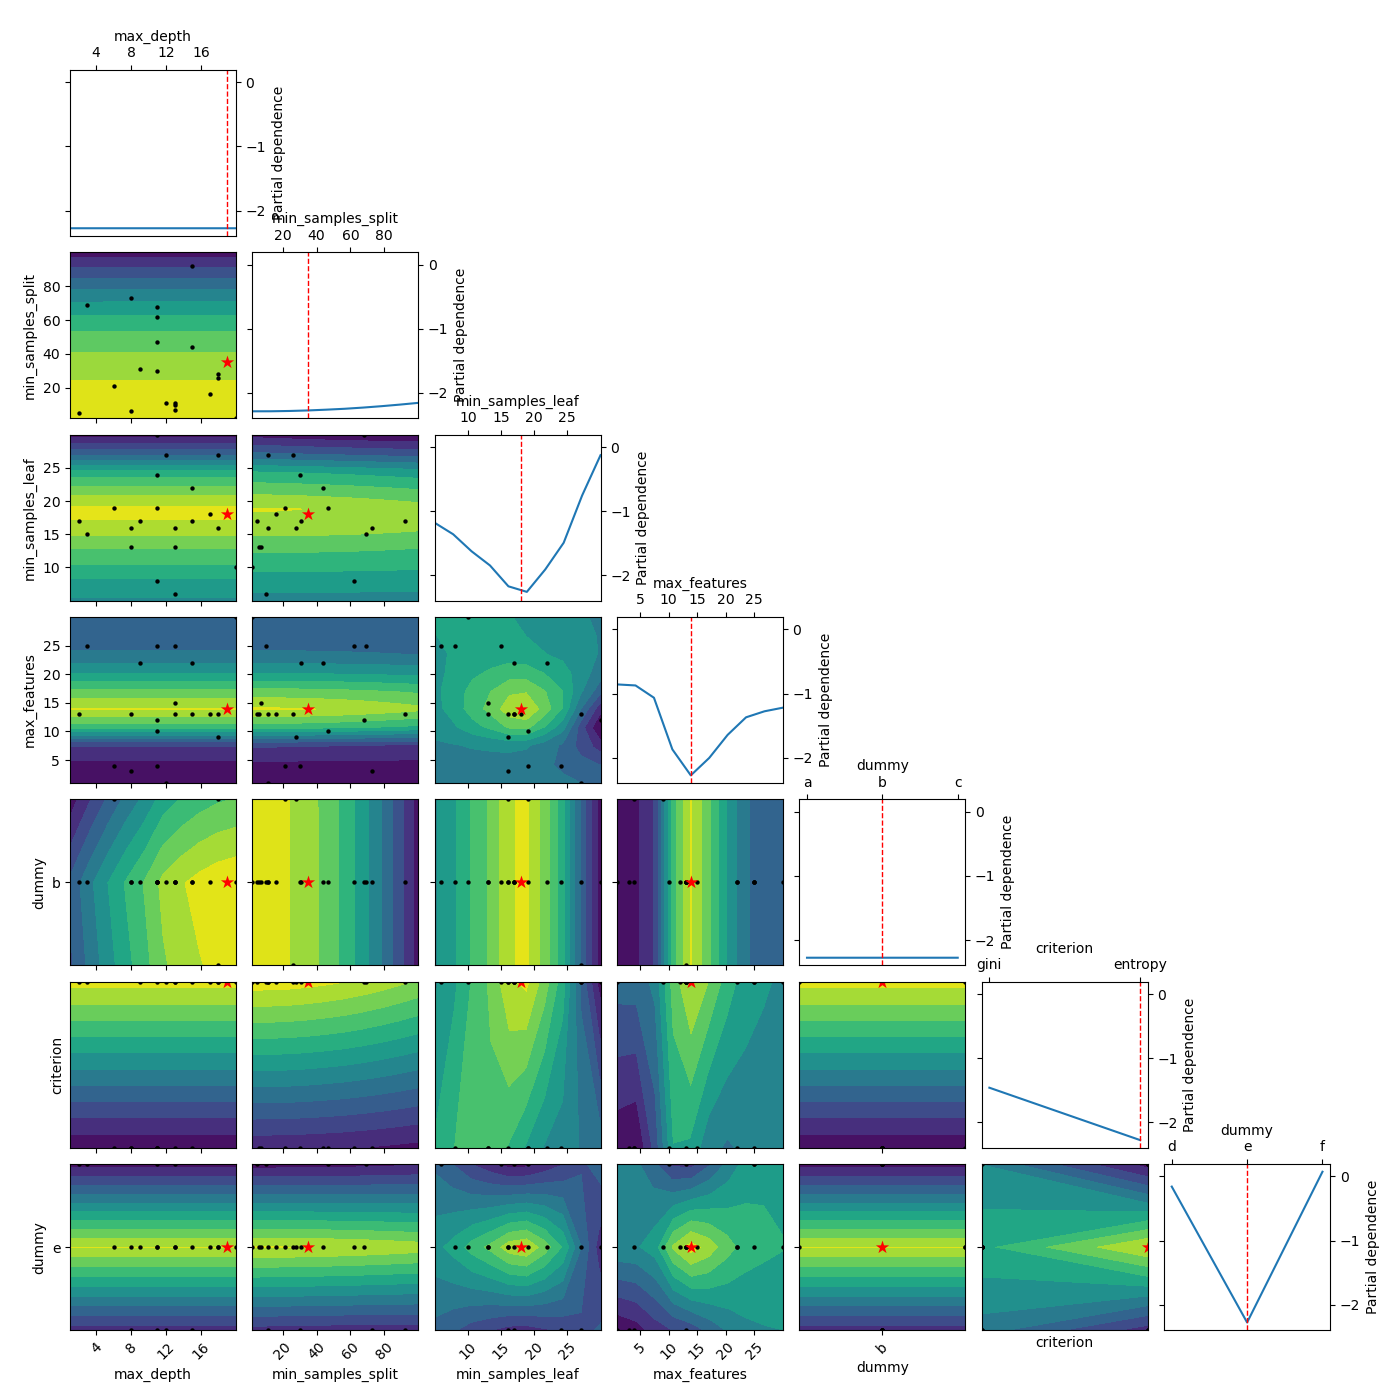 max_depth
4 8 12 16
0
−1
−2
Partial dependence
min_samples_split
20 40 60 80
min_samples_split
80
60
40
20
0
−1
−2
Partial dependence
min_samples_leaf
10 15 20 25
min_samples_leaf
25
20
15
10
0
−1
−2
Partial dependence
max_features
5 10 15 20 25
max_features
25
20
15
10
5
0
−1
−2
Partial dependence
dummy
a b c
dummy
b
0
−1
−2
Partial dependence
criterion
gini entropy
criterion
0
−1
−2
Partial dependence
dummy
d e f
dummy
e
0
−1
−2
Partial dependence
4 8 12 16
max_depth
20 40 60 80
min_samples_split
10 15 20 25
min_samples_leaf
5 10 15 20 25
max_features
b
dummy
criterion